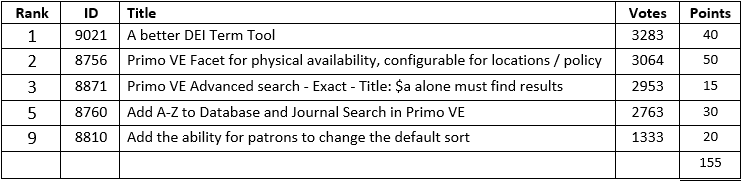 Rank ID Title Votes Points
1 9021 A better DEI Term Tool 3283 40
2 8756 Primo VE Facet for physical availability, configurable for locations / policy 3064 50
3 8871 Primo VE Advanced search - Exact - Title: $a alone must find results 2953 15
5 8760 Add A-Z to Database and Journal Search in Primo VE 2763 30
9 8810 Add the ability for patrons to change the default sort 1333 20
155